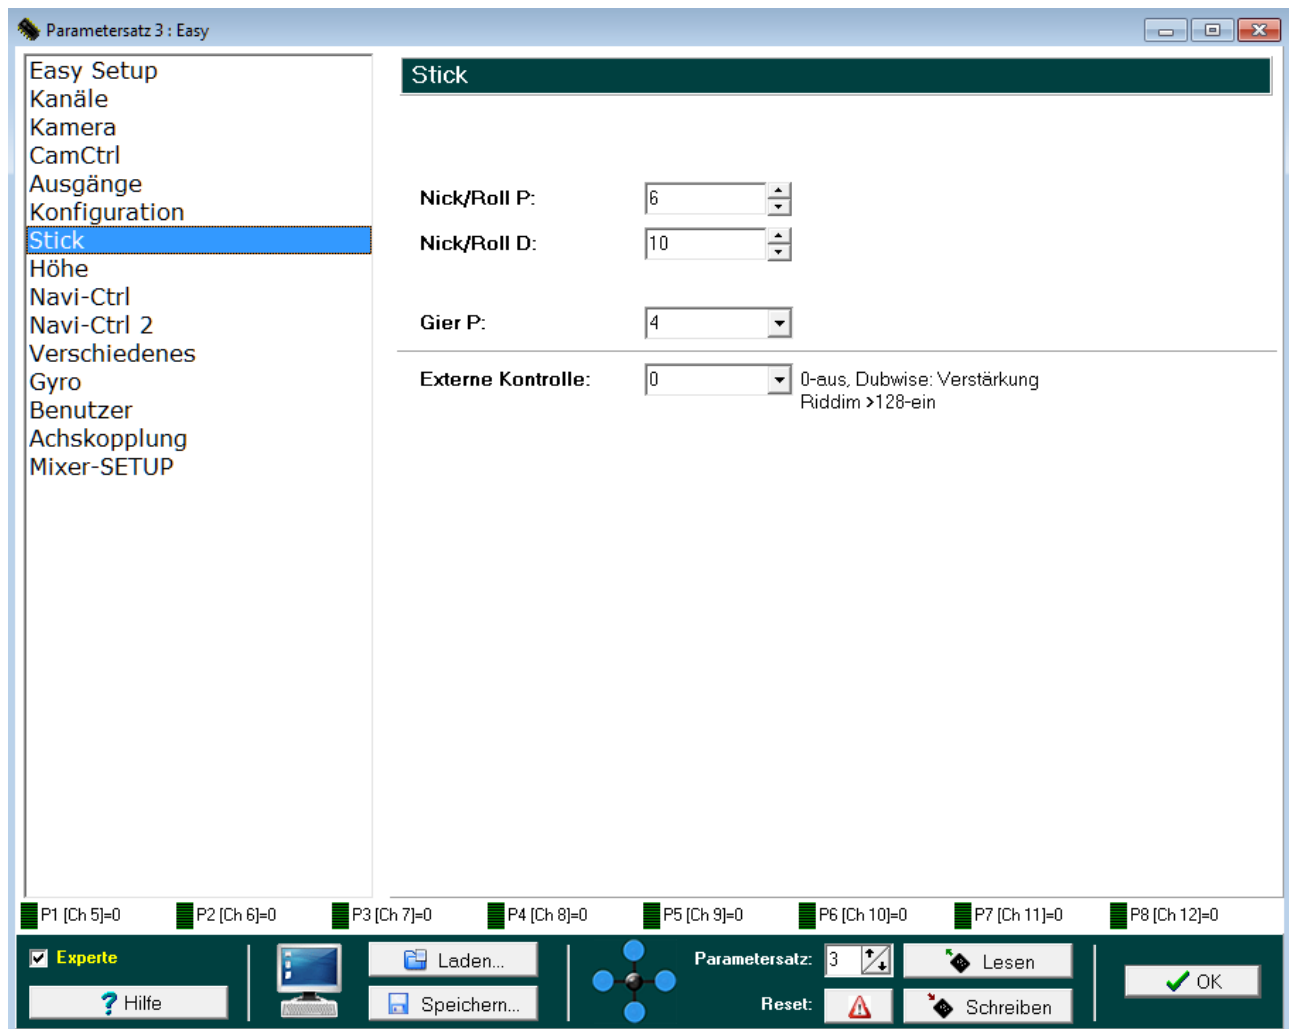 Parametersatz 3 : Easy
Easy Setup
Kanäle
Kamera
CamCtrl
Ausgänge
Konfiguration
Stick
Höhe
Navi-Ctrl
Navi-Ctrl 2
Verschiedenes
Gyro
Benutzer
Achskopplung
Mixer-SETUP
Stick
Nick/Roll P: 6
Nick/Roll D: 10
Gier P: 4
Externe Kontrolle: 0 0-aus, Dubwise: Verstärkung
Riddim >128-ein
P1 [Ch 5]=0 P2 [Ch 6]=0 P3 [Ch 7]=0 P4 [Ch 8]=0 P5 [Ch 9]=0 P6 [Ch 10]=0 P7 [Ch 11]=0 P8 [Ch 12]=0
Experte Laden... Parametersatz: 3 Lesen
? Hilfe Speichern... Reset: Schreiben
OK